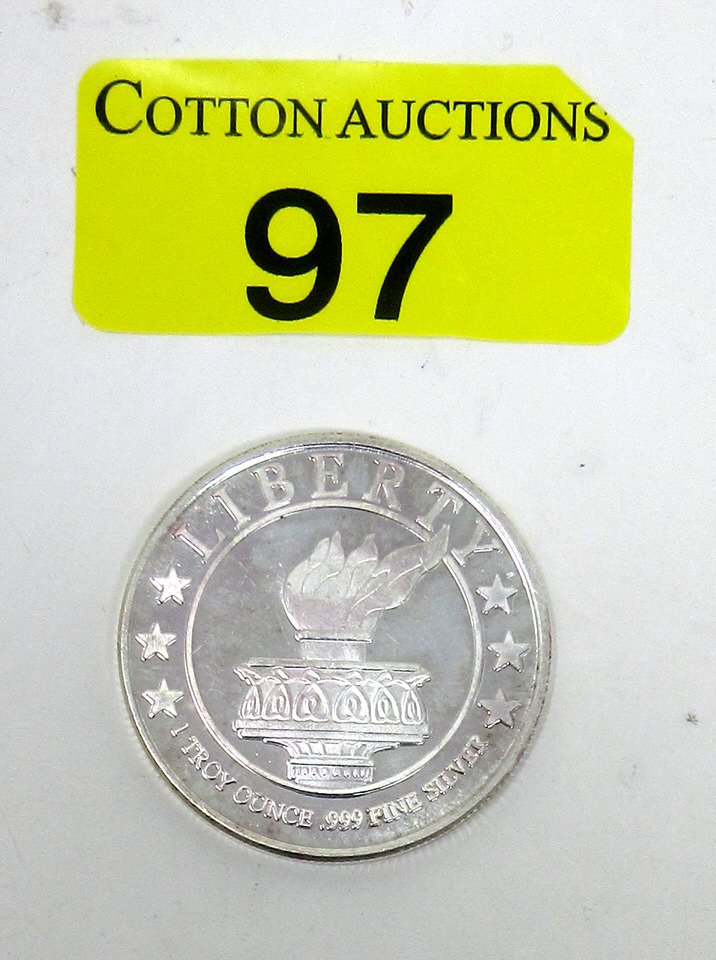 COTTON AUCTIONS
97
LIBERTY
1 TROY OUNCE .999 FINE SILVER